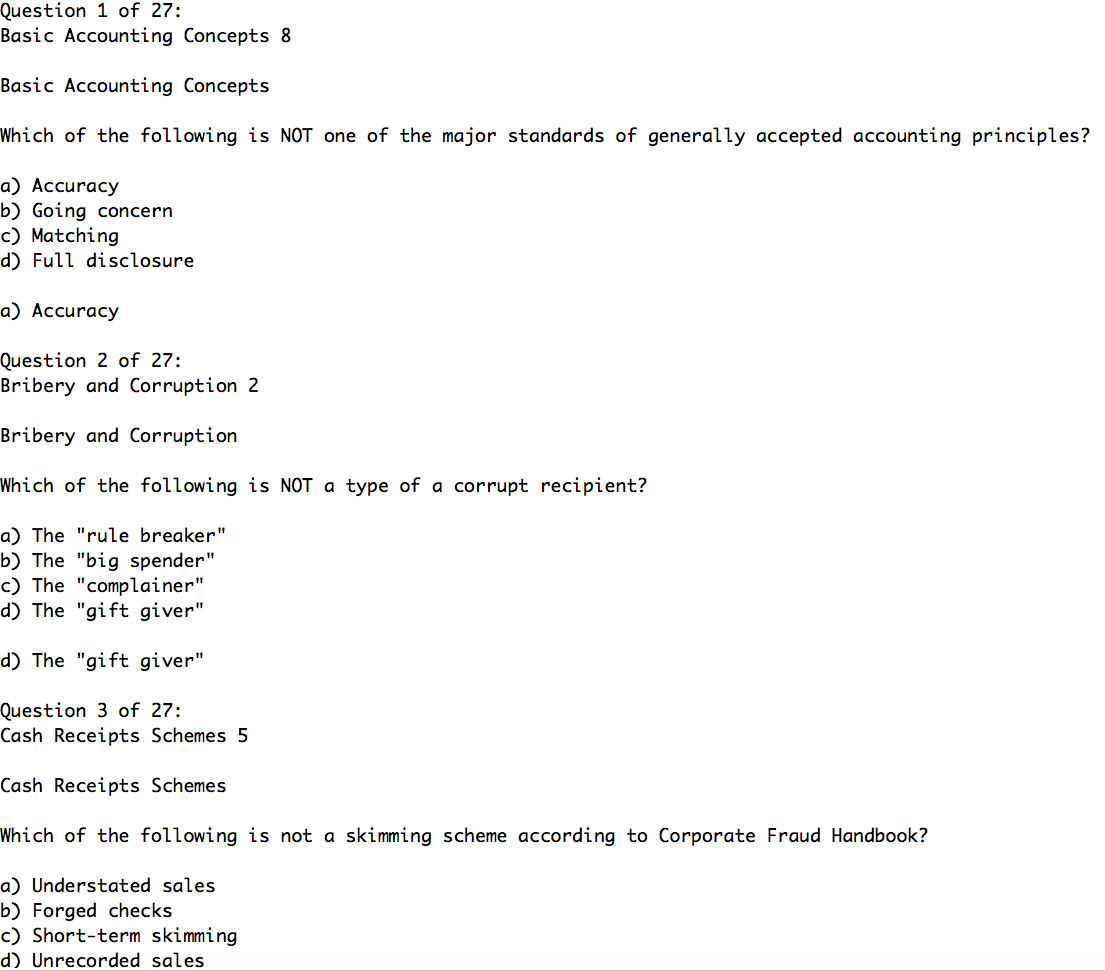 Question 1 of 27:
Basic Accounting Concepts 8
Basic Accounting Concepts
Which of the following is NOT one of the major standards of generally accepted accounting principles?
a) Accuracy
b) Going concern
c) Matching
d) Full disclosure
a) Accuracy
Question 2 of 27:
Bribery and Corruption 2
Bribery and Corruption
Which of the following is NOT a type of a corrupt recipient?
a) The "rule breaker"
b) The "big spender"
c) The "complainer"
d) The "gift giver"
d) The "gift giver"
Question 3 of 27:
Cash Receipts Schemes 5
Cash Receipts Schemes
Which of the following is not a skimming scheme according to Corporate Fraud Handbook?
a) Understated sales
b) Forged checks
c) Short-term skimming
d) Unrecorded sales